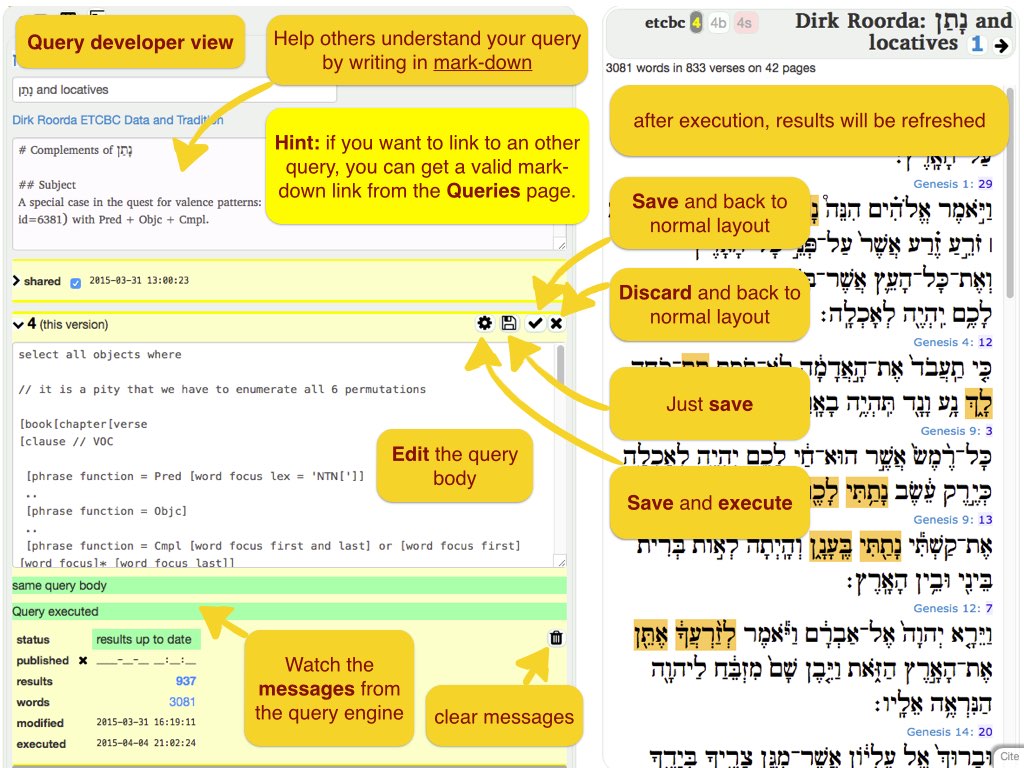 Query developer view
Help others understand your query
by writing in mark-down
נָתַן and locatives
Dirk Roorda ETCBC Data and Tradition
# Complements of נָתַן
## Subject
A special case in the quest for valence patterns:
id=6381) with Pred + Objc + Cmpl.
Hint: if you want to link to an other
query, you can get a valid mark-
down link from the Queries page.
shared 2015-03-31 13:00:23
4 (this version)
select all objects where
// it is a pity that we have to enumerate all 6 permutations
[book[chapter[verse
[clause // VOC
[phrase function = Pred [word focus lex = 'NTN[']]
..
[phrase function = Objc]
..
[phrase function = Cmpl [word focus first and last] or [word focus first]
[word focus]* [word focus last]]
Edit the query
body
same query body
Query executed
status results up to date
published ✖ ____-__-__ __:__:__
results 937
words 3081
modified 2015-03-31 16:19:11
executed 2015-04-04 21:02:24
Watch the
messages from
the query engine
clear messages
etcbc 4 4b 4s
Dirk Roorda: נָתַן and
locatives 1
3081 words in 833 verses on 42 pages
after execution, results will be refreshed
Genesis 1: 29
וַיֹּ֣אמֶר אֱלֹהִ֗ים הִנֵּה֩
זֹרֵ֣עַ זֶ֗רַע אֲשֶׁר֙ עַל־פְּנֵ֣י
וְאֶת־כָּל־הָעֵ֛ץ אֲשֶׁר־
לָכֶ֥ם יִֽהְיֶ֖ה לְאָכְלָֽה׃
Save and back to
normal layout
Discard and back to
normal layout
Genesis 4: 12
כִּ֤י תַֽעֲבֹד֙ אֶת־הָ֣אֲדָמָ֔ה
לָ֑ךְ נָ֥ע וָנָ֖ד תִּֽהְיֶ֥ה
Just save
Genesis 9: 3
כָּל־רֶ֙מֶשׂ֙ אֲשֶׁ֣ר הוּא־חַ֔י לָכֶ֥ם יִהְיֶ֖ה לְאָכְלָ֑ה
כְּיֶ֣רֶק עֵ֔שֶׂב נָתַ֥תִּי
Save and execute
Genesis 9: 13
אֶת־קַשְׁתִּ֕י נָתַ֖תִּי בֶּֽעָנָ֑ן וְהָֽיְתָה֙ לְא֣וֹת בְּרִ֔ית
בֵּינִ֖י וּבֵ֥ין הָאָֽרֶץ׃
Genesis 12: 7
וַיֵּרָ֤א יְהוָה֙ אֶל־אַבְרָ֔ם וַיֹּ֕אמֶר לְזַ֨רְעֲךָ֔ אֶתֵּ֖ן
אֶת־הָאָ֣רֶץ הַזֹּ֑את וַיִּ֤בֶן שָׁם֙ מִזְבֵּ֔חַ לַיהוָ֖ה
הַנִּרְאֶ֥ה אֵלָֽיו׃
Genesis 14: 20
וּבָרוּךְ֙ אֵ֣ל עֶלְי֔וֹן אֲשֶׁר־מִגֵּ֥ן צָרֶ֖יךָ בְּיָדֶ֑ךָ
Cite